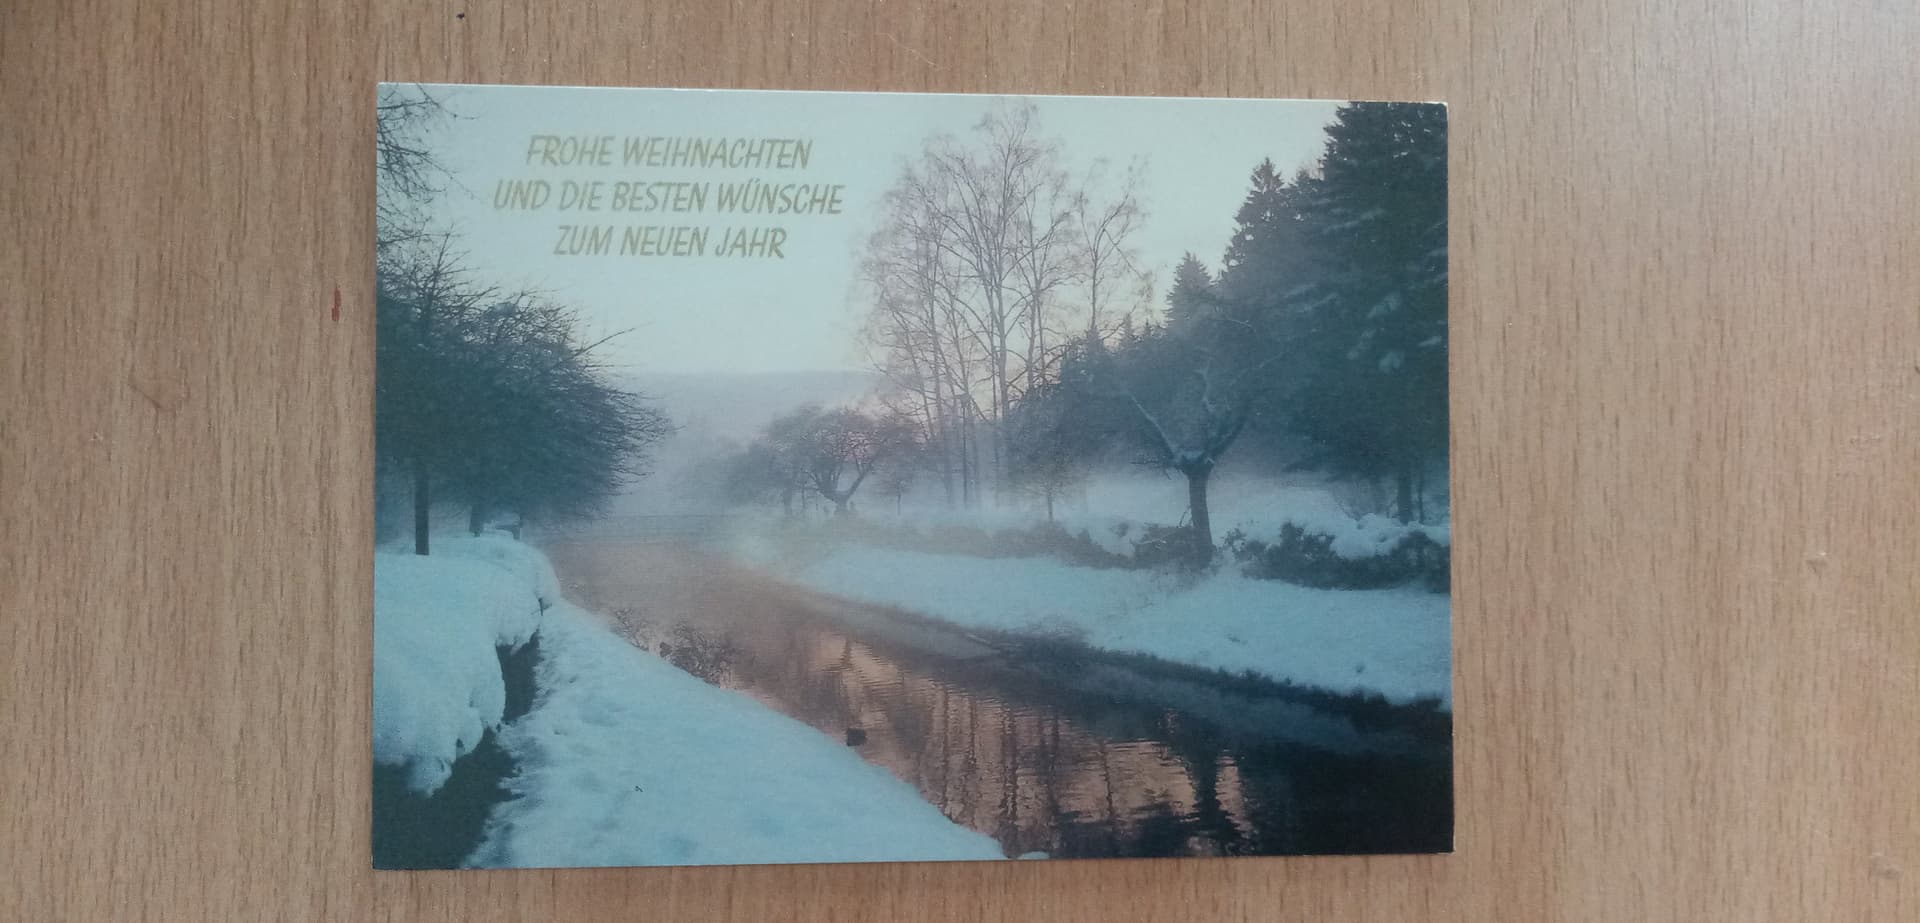 FROHE WEIHNACHTEN
UND DIE BESTEN WÜNSCHE
ZUM NEUEN JAHR